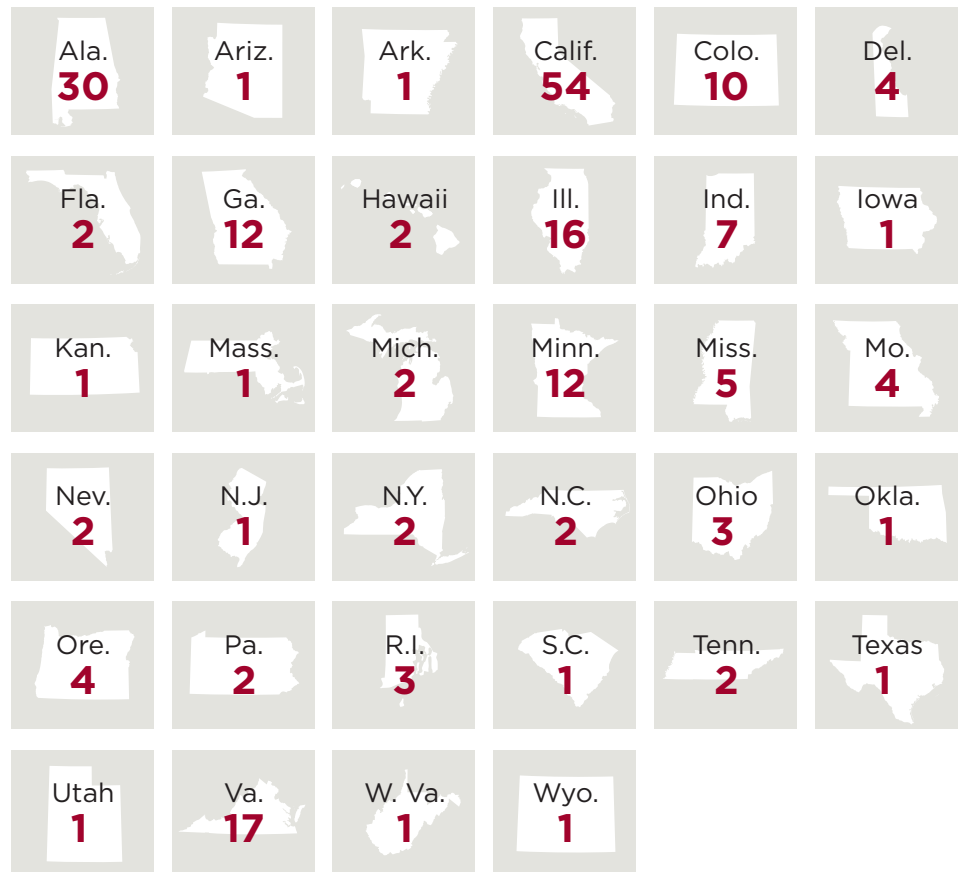 Ala.
30
Ariz.
1
Ark.
1
Calif.
54
Colo.
10
Del.
4
Fla.
2
Ga.
12
Hawaii
2
Ill.
16
Ind.
7
Iowa
1
Kan.
1
Mass.
1
Mich.
2
Minn.
12
Miss.
5
Mo.
4
Nev.
2
N.J.
1
N.Y.
2
N.C.
2
Ohio
3
Okla.
1
Ore.
4
Pa.
2
R.I.
3
S.C.
1
Tenn.
2
Texas
1
Utah
1
Va.
17
W. Va.
1
Wyo.
1